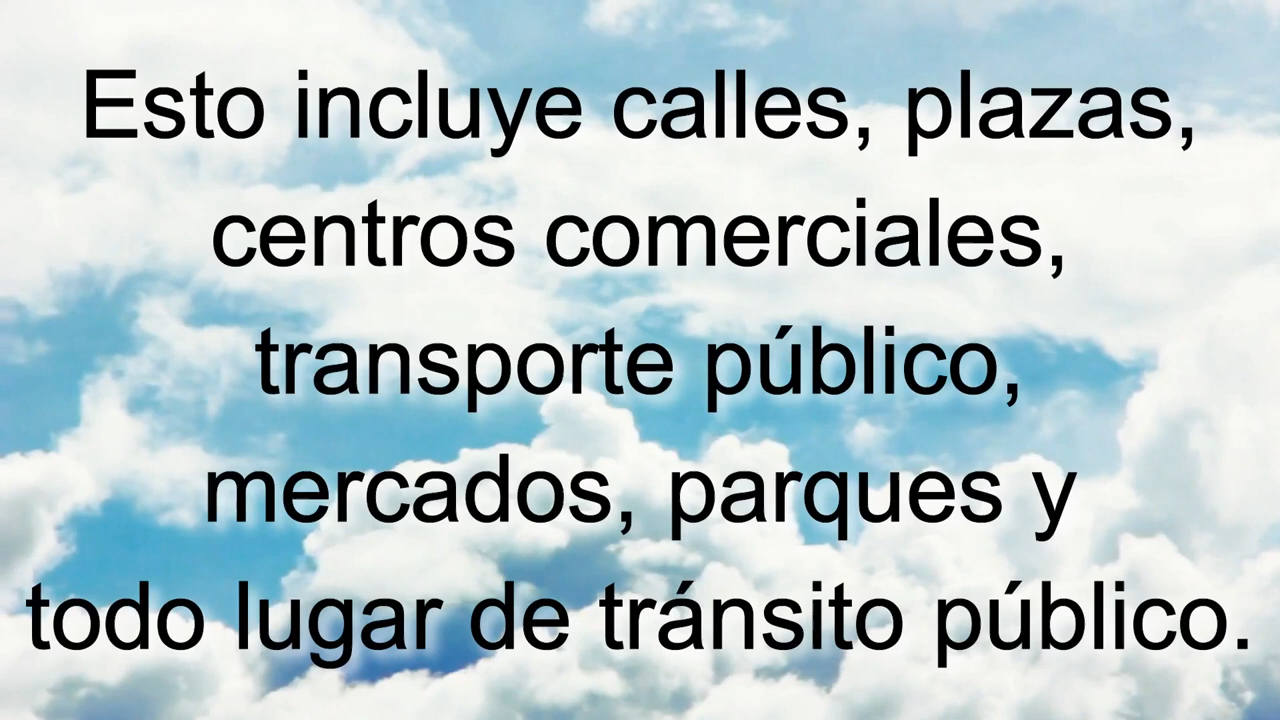 Esto incluye calles, plazas,
centros comerciales,
transporte público,
mercados, parques y
todo lugar de tránsito público.